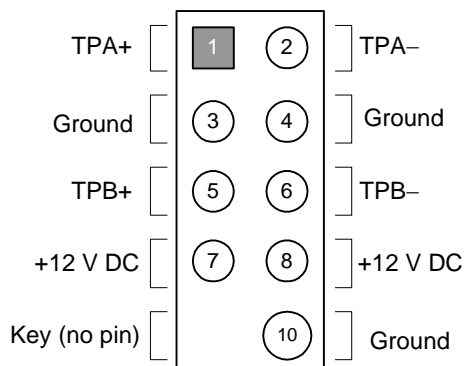 TPA+ 1 2 TPA−
Ground 3 4 Ground
TPB+ 5 6 TPB−
+12 V DC 7 8 +12 V DC
Key (no pin) 10 Ground